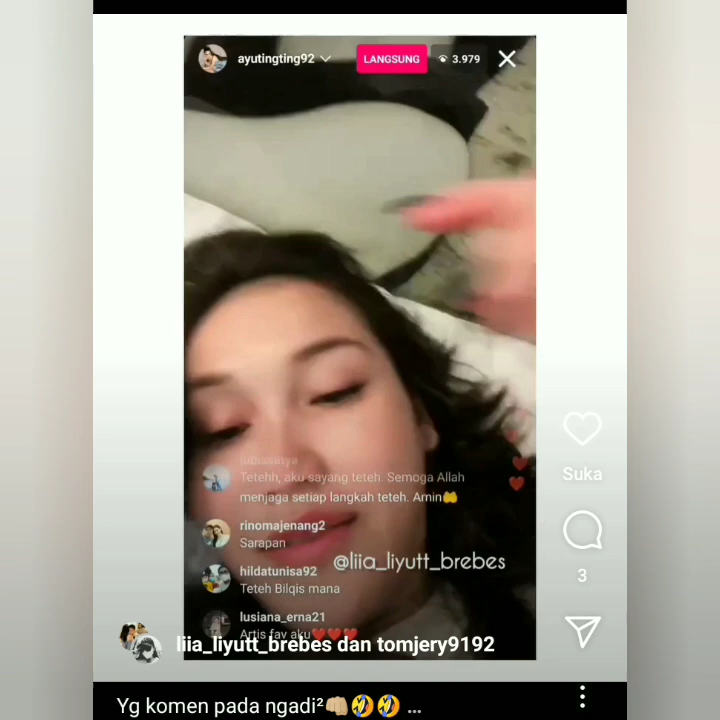 ayutingting92
LANGSUNG
3.979
Tetehh, aku sayang teteh. Semoga Allah
menjaga setiap langkah teteh. Amin🤲
rinomajenang2
Sarapan
@liia_liyutt_brebes
hildatunisa92
Teteh Bilqis mana
lusiana_erna21
Artis fav aku❤️❤️❤️
Suka
3
liia_liyutt_brebes dan tomjery9192
Yg komen pada ngadi²👊🏼🤣🤣 ...